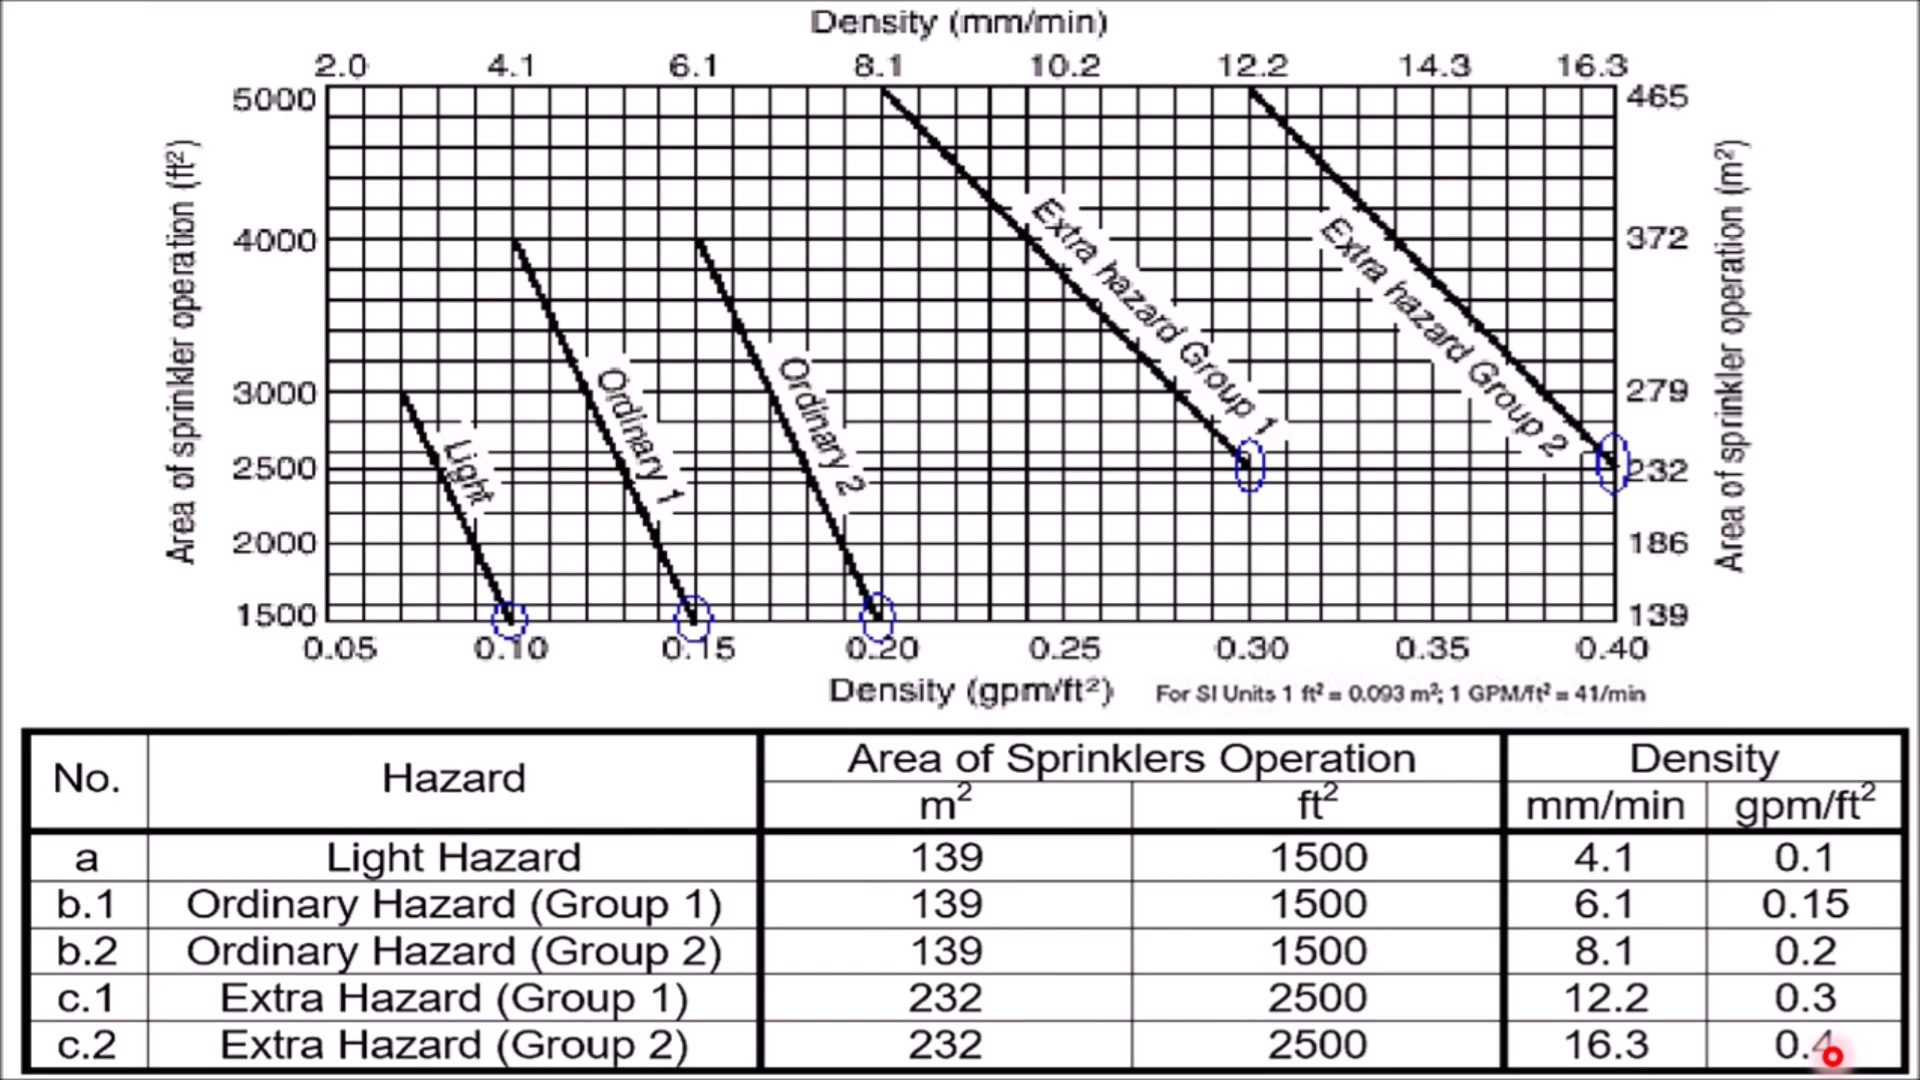 Density (mm/min)
2.0 4.1 6.1 8.1 10.2 12.2 14.3 16.3
5000 465
4000 372
3000 279
2500 232
2000 186
1500 139
Area of sprinkler operation (ft²)
Area of sprinkler operation (m²)
Light
Ordinary 1
Ordinary 2
Extra hazard Group 1
Extra hazard Group 2
0.05 0.10 0.15 0.20 0.25 0.30 0.35 0.40
Density (gpm/ft²) For SI Units 1 ft² = 0.093 m²; 1 GPM/ft² = 41/min
No. Hazard Area of Sprinklers Operation Density
m² ft² mm/min gpm/ft²
a Light Hazard 139 1500 4.1 0.1
b.1 Ordinary Hazard (Group 1) 139 1500 6.1 0.15
b.2 Ordinary Hazard (Group 2) 139 1500 8.1 0.2
c.1 Extra Hazard (Group 1) 232 2500 12.2 0.3
c.2 Extra Hazard (Group 2) 232 2500 16.3 0.4